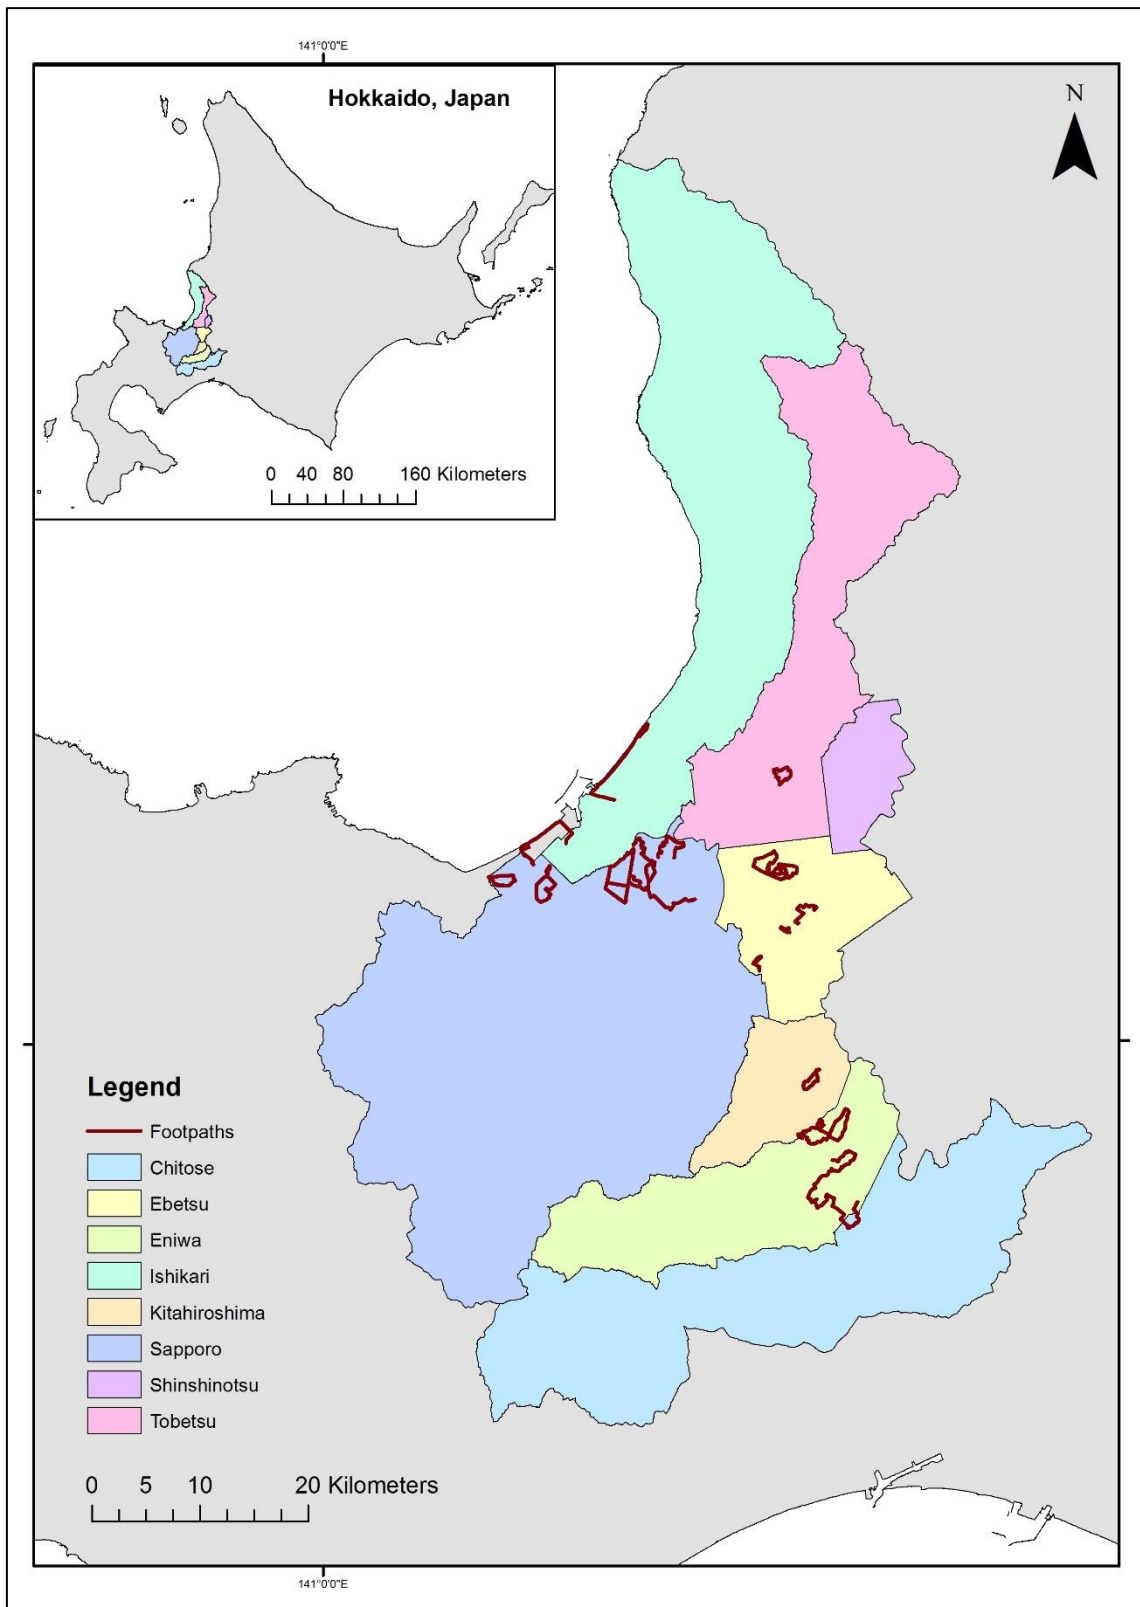 141°0'0"E
Hokkaido, Japan
N
0 40 80 160 Kilometers
Legend
Footpaths
Chitose
Ebetsu
Eniwa
Ishikari
Kitahiroshima
Sapporo
Shinshinotsu
Tobetsu
0 5 10 20 Kilometers
141°0'0"E